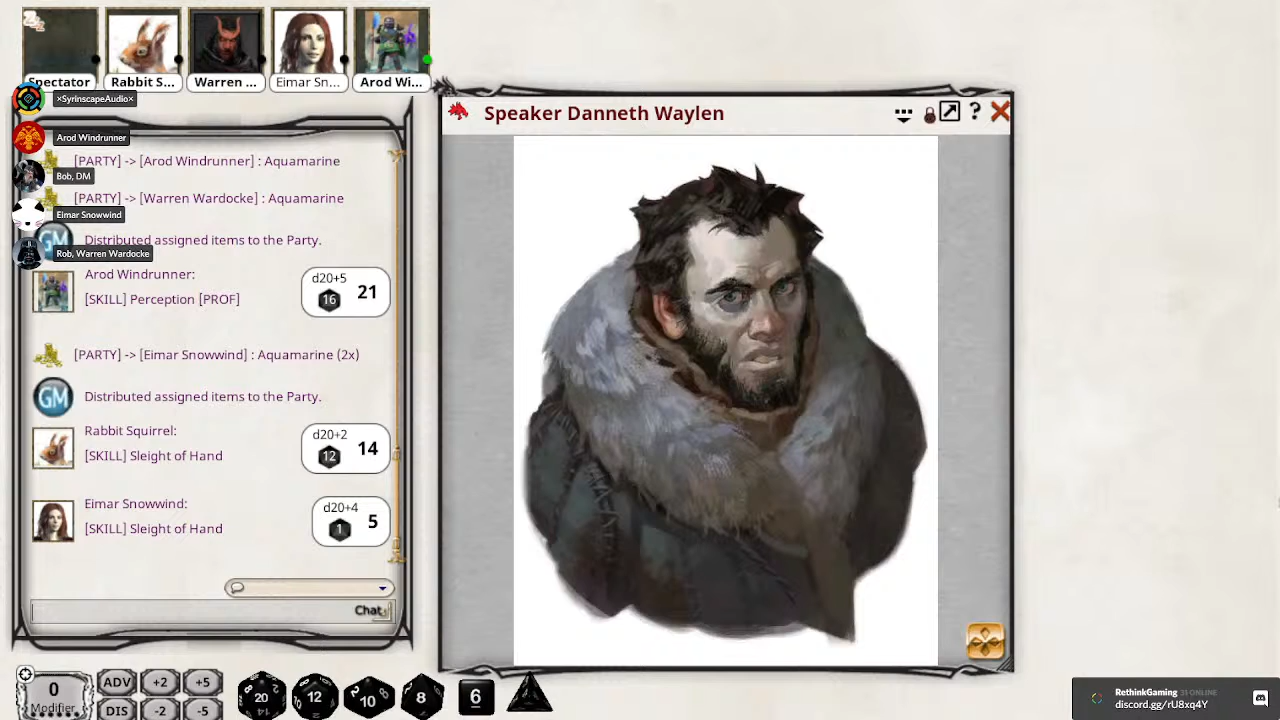 Spectator
Rabbit S...
Warren ...
Eimar Sn...
Arod Wi...
×SyrinscapeAudio×
Arod Windrunner
Bob, DM
Eimar Snowwind
Rob, Warren Wardocke
[PARTY] -> [Arod Windrunner] : Aquamarine
[PARTY] -> [Warren Wardocke] : Aquamarine
GM
Distributed assigned items to the Party.
Arod Windrunner:
[SKILL] Perception [PROF]
d20+5
16
21
[PARTY] -> [Eimar Snowwind] : Aquamarine (2x)
GM
Distributed assigned items to the Party.
Rabbit Squirrel:
[SKILL] Sleight of Hand
d20+2
12
14
Eimar Snowwind:
[SKILL] Sleight of Hand
d20+4
1
5
Chat
Speaker Danneth Waylen
?
0
Modifier
ADV
+2
+5
DIS
-2
-5
20
12
10
8
6
RethinkGaming 31 ONLINE
discord.gg/rU8xq4Y